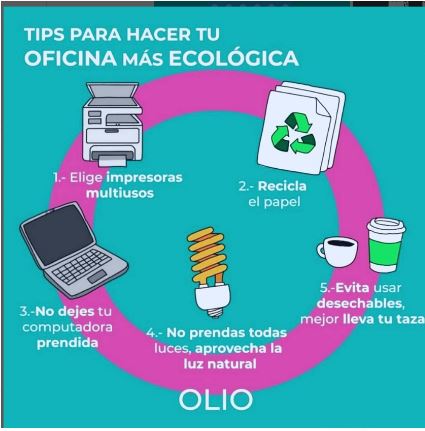 TIPS PARA HACER TU
OFICINA MÁS ECOLÓGICA
1.- Elige impresoras
multiusos
2.- Recicla
el papel
3.-No dejes tu
computadora
prendida
4.- No prendas todas
luces, aprovecha la
luz natural
5.-Evita usar
desechables,
mejor lleva tu taza
OLIO